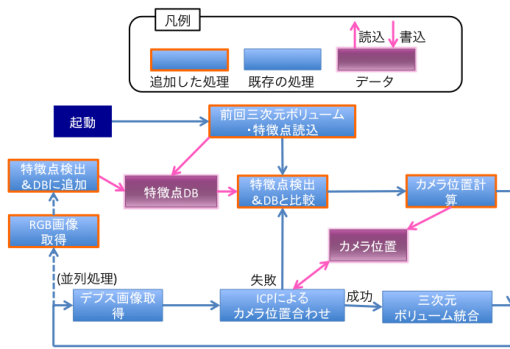 凡例
読込
書込
追加した処理
既存の処理
データ
起動
前回三次元ボリューム
・特徴点読込
特徴点検出
&DBに追加
特徴点DB
特徴点検出
&DBと比較
カメラ位置計
算
RGB画像
取得
カメラ位置
(並列処理)
失敗
デプス画像取
得
ICPによる
カメラ位置合わせ
成功
三次元
ボリューム統合